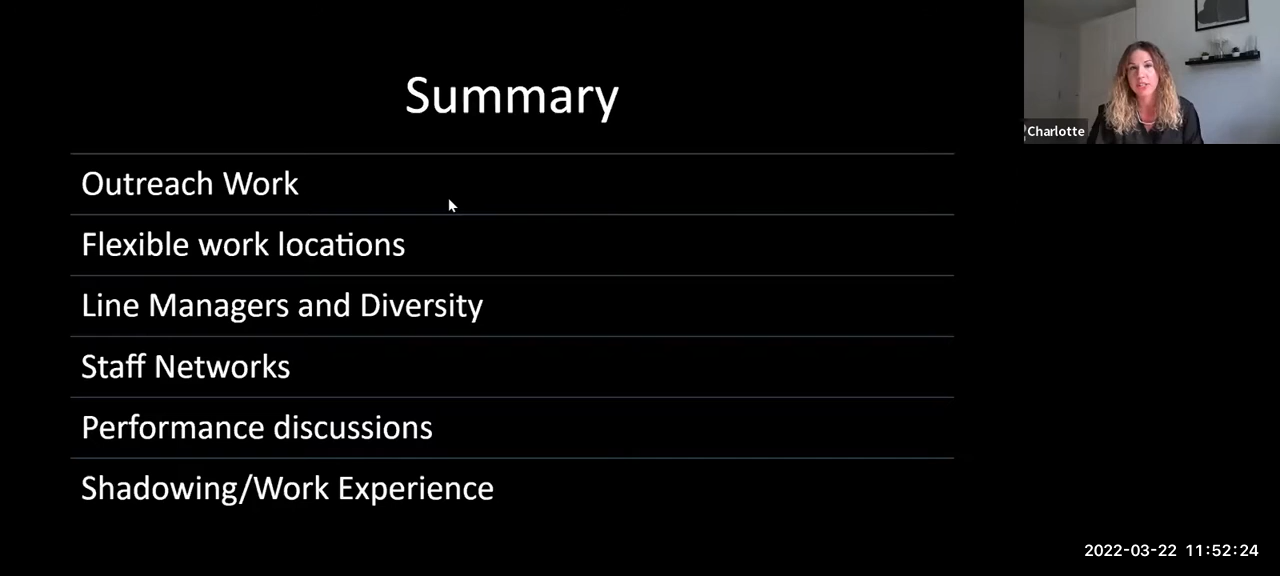 Summary
Charlotte
Outreach Work
Flexible work locations
Line Managers and Diversity
Staff Networks
Performance discussions
Shadowing/Work Experience
2022-03-22 11:52:24